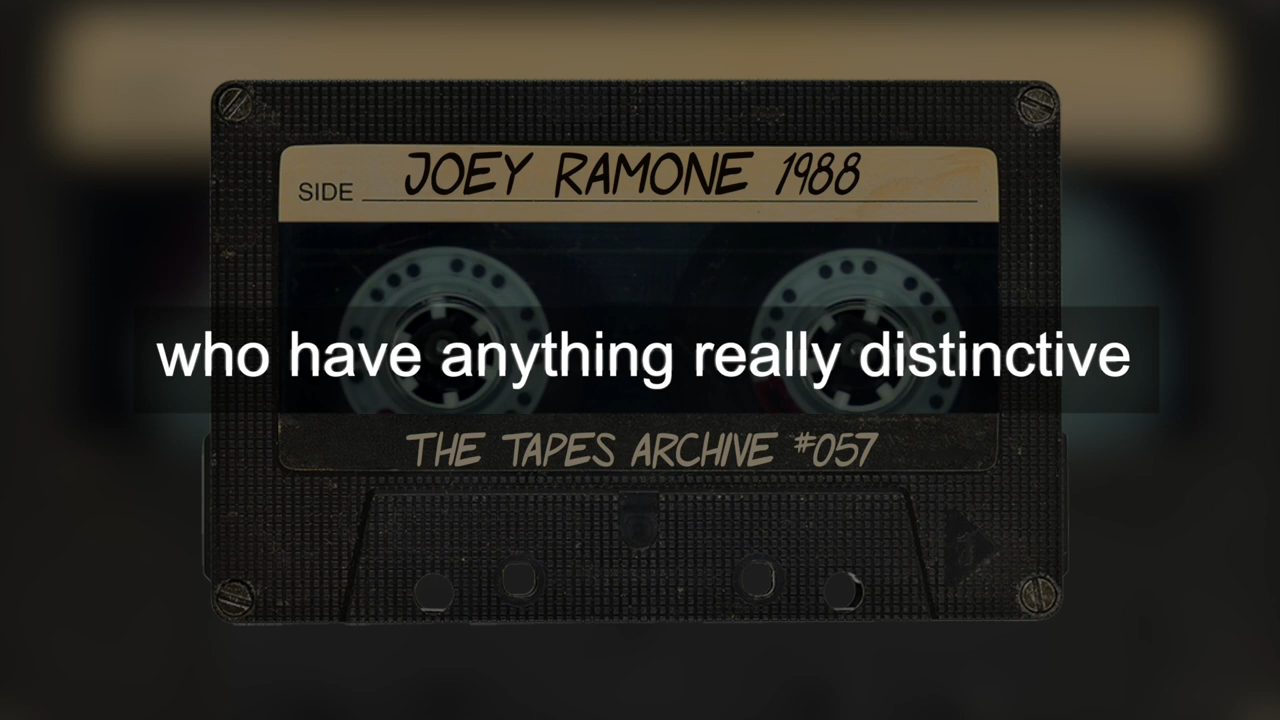 JOEY RAMONE 1988
SIDE
who have anything really distinctive
THE TAPES ARCHIVE #057